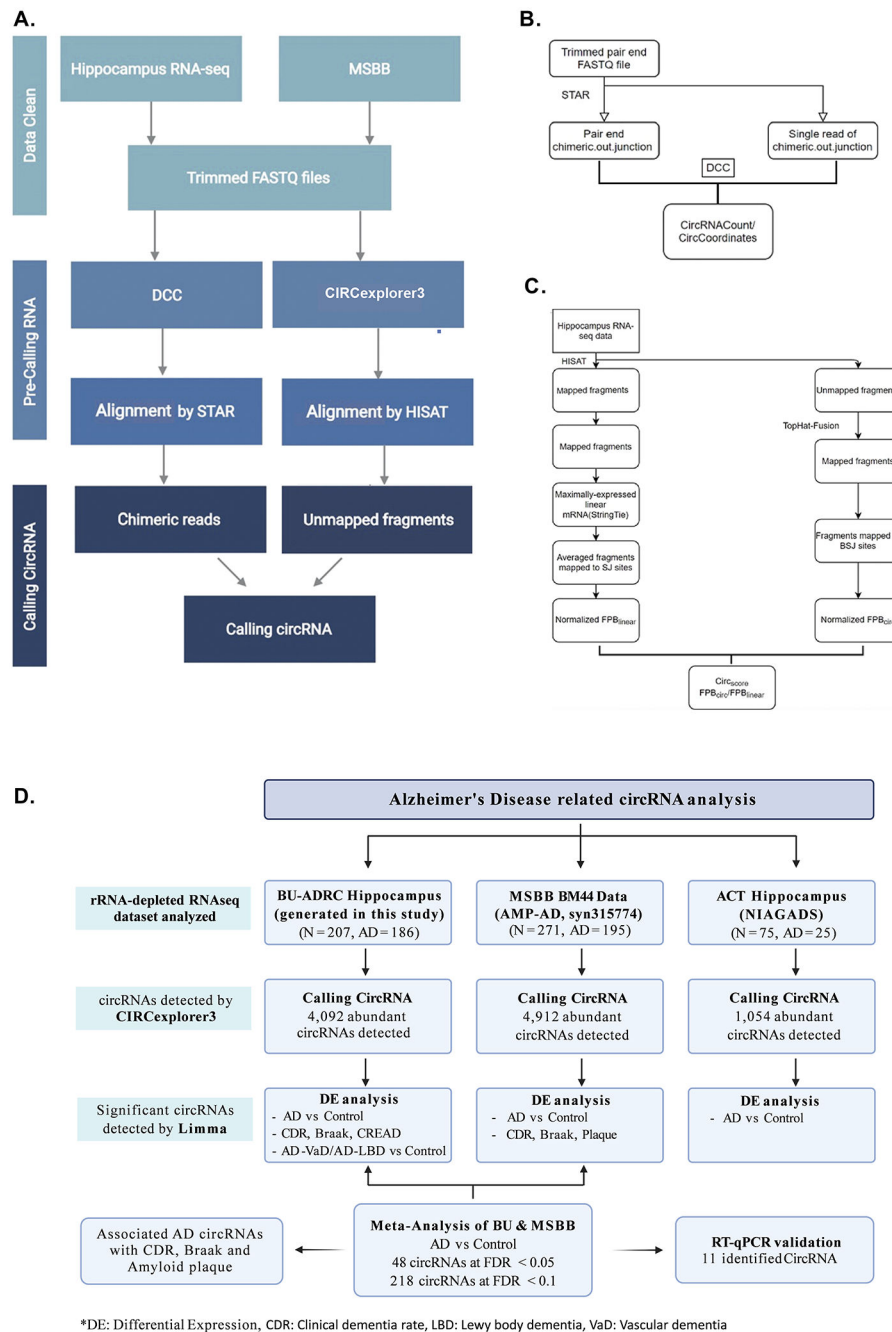 A.
Data Clean
Hippocampus RNA-seq
MSBB
Trimmed FASTQ files
Pre-Calling RNA
DCC
CIRCexplorer3
Alignment by STAR
Alignment by HISAT
Calling CircRNA
Chimeric reads
Unmapped fragments
Calling circRNA
B.
Trimmed pair end
FASTQ file
STAR
Pair end
chimeric.out.junction
Single read of
chimeric.out.junction
DCC
CircRNACount/
CircCoordinates
C.
Hippocampus RNA-
seq data
HISAT
Mapped fragments
Unmapped fragment
TopHat-Fusion
Mapped fragments
Mapped fragments
Maximally-expressed
linear
mRNA(StringTie)
Averaged fragments
mapped to SJ sites
Fragments mapped
BSJ sites
Normalized FPBlinear
Normalized FPBcirc
Circscore
FPBcirc/FPBlinear
D.
Alzheimer's Disease related circRNA analysis
rRNA-depleted RNAseq
dataset analyzed
BU-ADRC Hippocampus
(generated in this study)
(N = 207, AD = 186)
MSBB BM44 Data
(AMP-AD, syn315774)
(N = 271, AD = 195)
ACT Hippocampus
(NIAGADS)
(N = 75, AD = 25)
circRNAs detected by
CIRCexplorer3
Calling CircRNA
4,092 abundant
circRNAs detected
Calling CircRNA
4,912 abundant
circRNAs detected
Calling CircRNA
1,054 abundant
circRNAs detected
Significant circRNAs
detected by Limma
DE analysis
- AD vs Control
- CDR, Braak, CREAD
- AD-VaD/AD-LBD vs Control
DE analysis
- AD vs Control
- CDR, Braak, Plaque
DE analysis
- AD vs Control
Associated AD circRNAs
with CDR, Braak and
Amyloid plaque
Meta-Analysis of BU & MSBB
AD vs Control
48 circRNAs at FDR < 0.05
218 circRNAs at FDR < 0.1
RT-qPCR validation
11 identified CircRNA
*DE: Differential Expression, CDR: Clinical dementia rate, LBD: Lewy body dementia, VaD: Vascular dementia